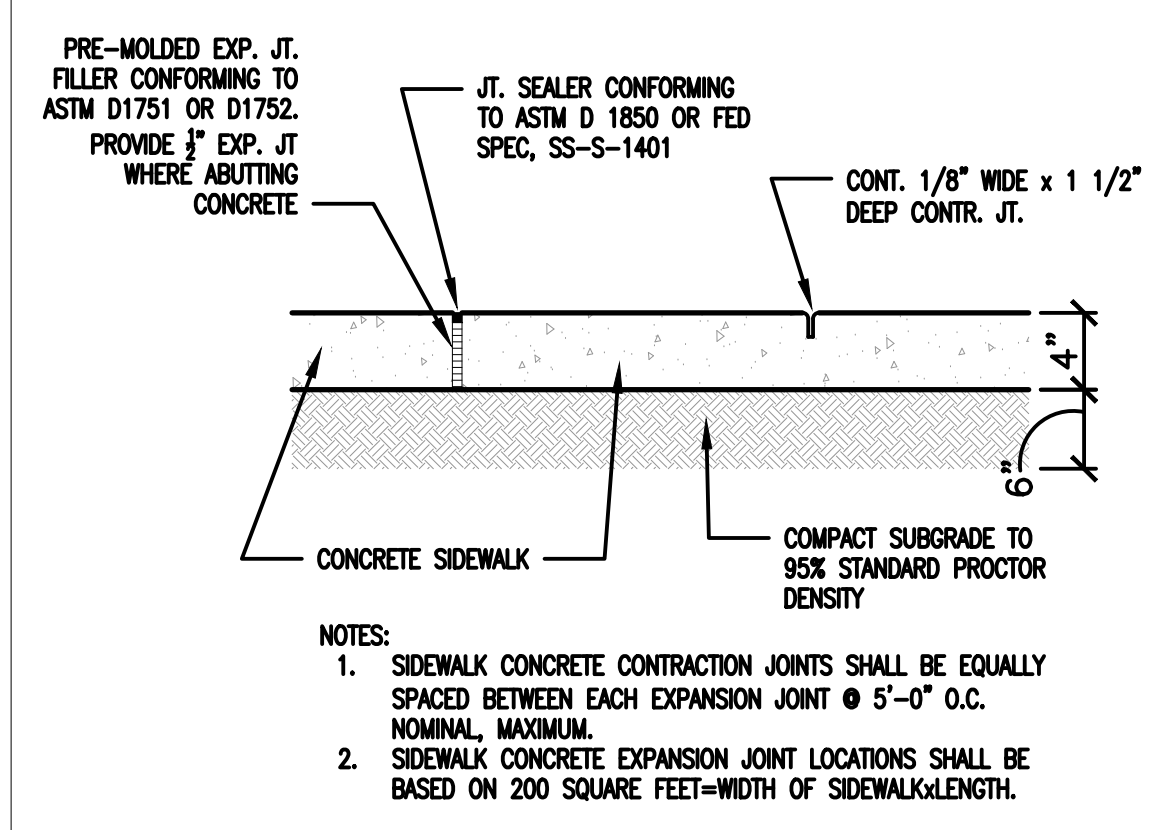 PRE-MOLDED EXP. JT.
FILLER CONFORMING TO
ASTM D1751 OR D1752.
PROVIDE ½" EXP. JT
WHERE ABUTTING
CONCRETE
JT. SEALER CONFORMING
TO ASTM D 1850 OR FED
SPEC, SS-S-1401
CONT. 1/8" WIDE x 1 1/2"
DEEP CONTR. JT.
4"
6"
CONCRETE SIDEWALK
COMPACT SUBGRADE TO
95% STANDARD PROCTOR
DENSITY
NOTES:
1. SIDEWALK CONCRETE CONTRACTION JOINTS SHALL BE EQUALLY
SPACED BETWEEN EACH EXPANSION JOINT @ 5'-0" O.C.
NOMINAL, MAXIMUM.
2. SIDEWALK CONCRETE EXPANSION JOINT LOCATIONS SHALL BE
BASED ON 200 SQUARE FEET=WIDTH OF SIDEWALKxLENGTH.